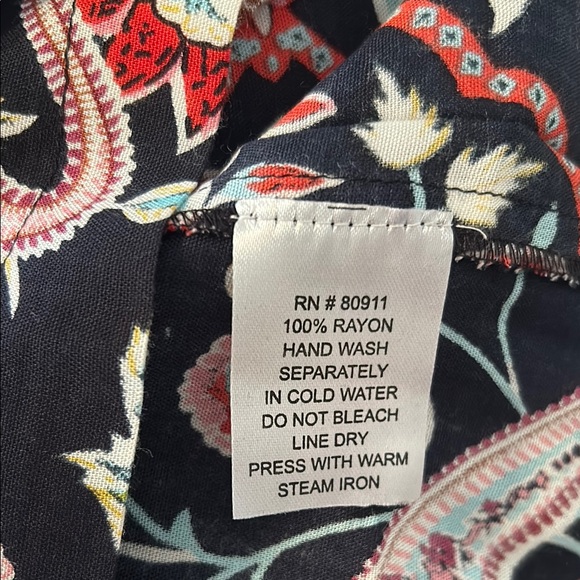 RN # 80911
100% RAYON
HAND WASH
SEPARATELY
IN COLD WATER
DO NOT BLEACH
LINE DRY
PRESS WITH WARM
STEAM IRON